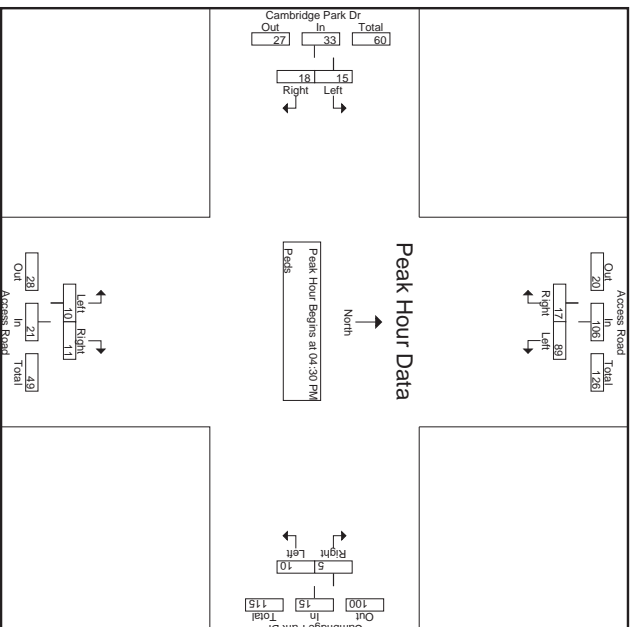 Cambridge Park Dr
Out In Total
27 33 60
18 15
Right Left
Peak Hour Data
North
Peak Hour Begins at 04:30 PM
Peds
Out In Total
20 106 126
Access Road
Right Left
17 89
Left Right
10 11
Out In Total
28 21 49
Access Road
Right Left
5 10
Out In Total
100 15 115
Cambridge Park Dr